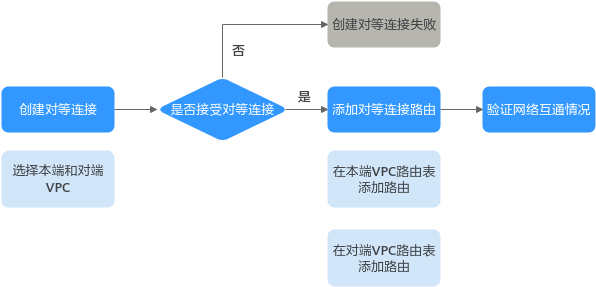 创建对等连接失败
否
是
创建对等连接
是否接受对等连接
添加对等连接路由
验证网络互通情况
选择本端和对端
VPC
在本端VPC路由表
添加路由
在对端VPC路由表
添加路由